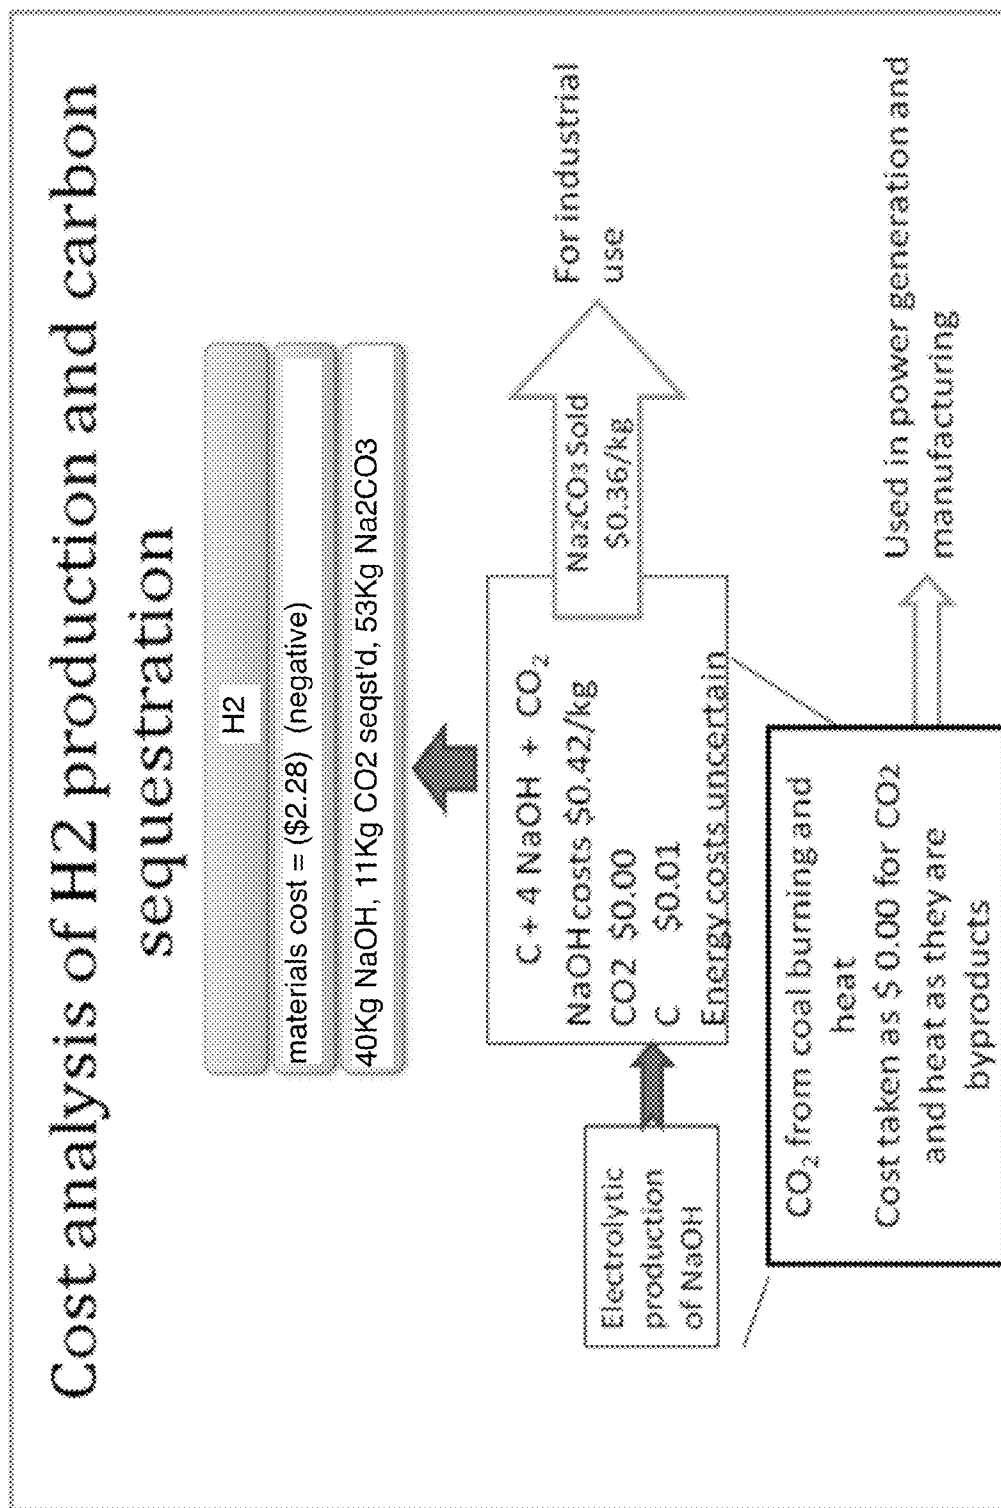 Cost analysis of H2 production and carbon
sequestration
H2
materials cost = ($2.28) (negative)
40Kg NaOH, 11Kg CO2 seqst'd, 53Kg Na2CO3
Electrolytic
production
of NaOH
C + 4 NaOH + CO₂
NaOH costs $0.42/kg
CO2 $0.00
C $0.01
Energy costs uncertain
Na₂CO₃ Sold
$0.36/kg
For industrial
use
CO₂ from coal burning and
heat
Cost taken as $ 0.00 for CO2
and heat as they are
byproducts
Used in power generation and
manufacturing